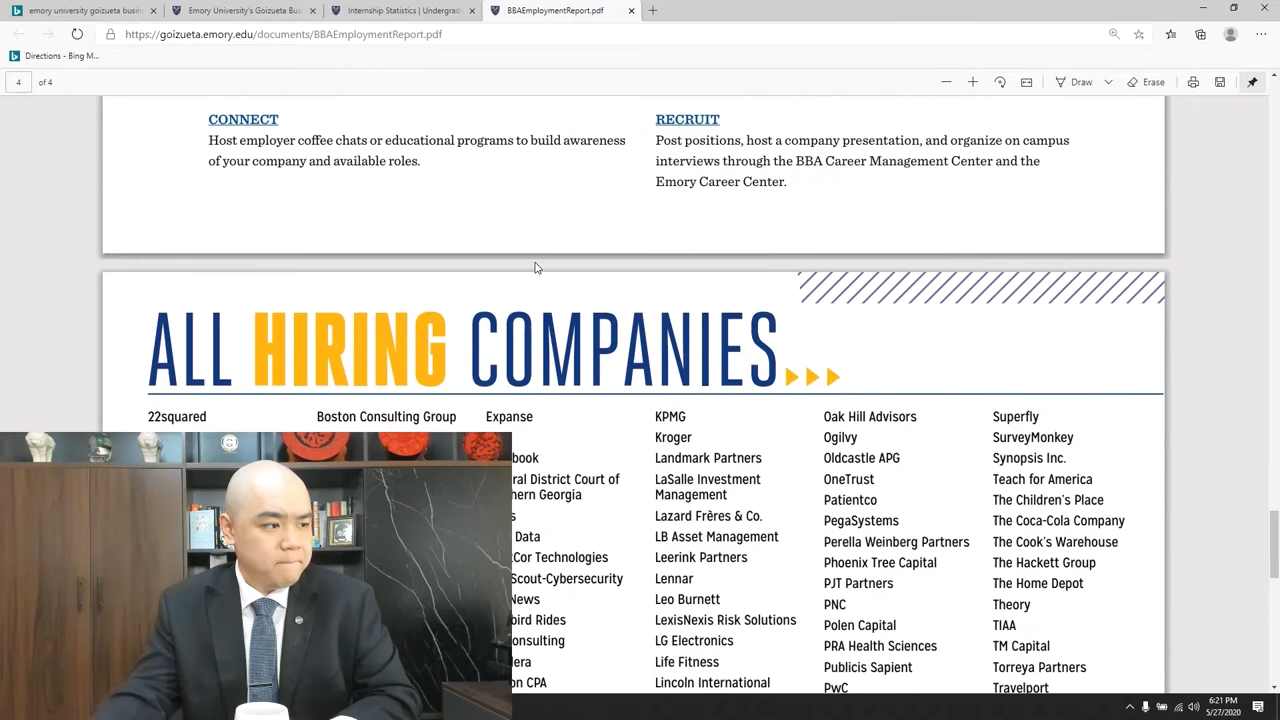 emory university goizueta busin
Emory University's Goizueta Bus
Internship Statistics | Undergrad
BBAEmploymentReport.pdf
https://goizueta.emory.edu/documents/BBAEmploymentReport.pdf
Directions - Bing M...
4 of 4
Draw
Erase
CONNECT
Host employer coffee chats or educational programs to build awareness
of your company and available roles.
RECRUIT
Post positions, host a company presentation, and organize on campus
interviews through the BBA Career Management Center and the
Emory Career Center.
ALL HIRING COMPANIES
22squared
Boston Consulting Group
Expanse
book
ral District Court of
hern Georgia
s
Data
Cor Technologies
Scout-Cybersecurity
News
bird Rides
onsulting
era
on CPA
KPMG
Kroger
Landmark Partners
LaSalle Investment
Management
Lazard Frères & Co.
LB Asset Management
Leerink Partners
Lennar
Leo Burnett
LexisNexis Risk Solutions
LG Electronics
Life Fitness
Lincoln International
Oak Hill Advisors
Ogilvy
Oldcastle APG
OneTrust
Patientco
PegaSystems
Perella Weinberg Partners
Phoenix Tree Capital
PJT Partners
PNC
Polen Capital
PRA Health Sciences
Publicis Sapient
PwC
Superfly
SurveyMonkey
Synopsis Inc.
Teach for America
The Children's Place
The Coca-Cola Company
The Cook's Warehouse
The Hackett Group
The Home Depot
Theory
TIAA
TM Capital
Torreya Partners
Travelport
6:21 PM
5/27/2020